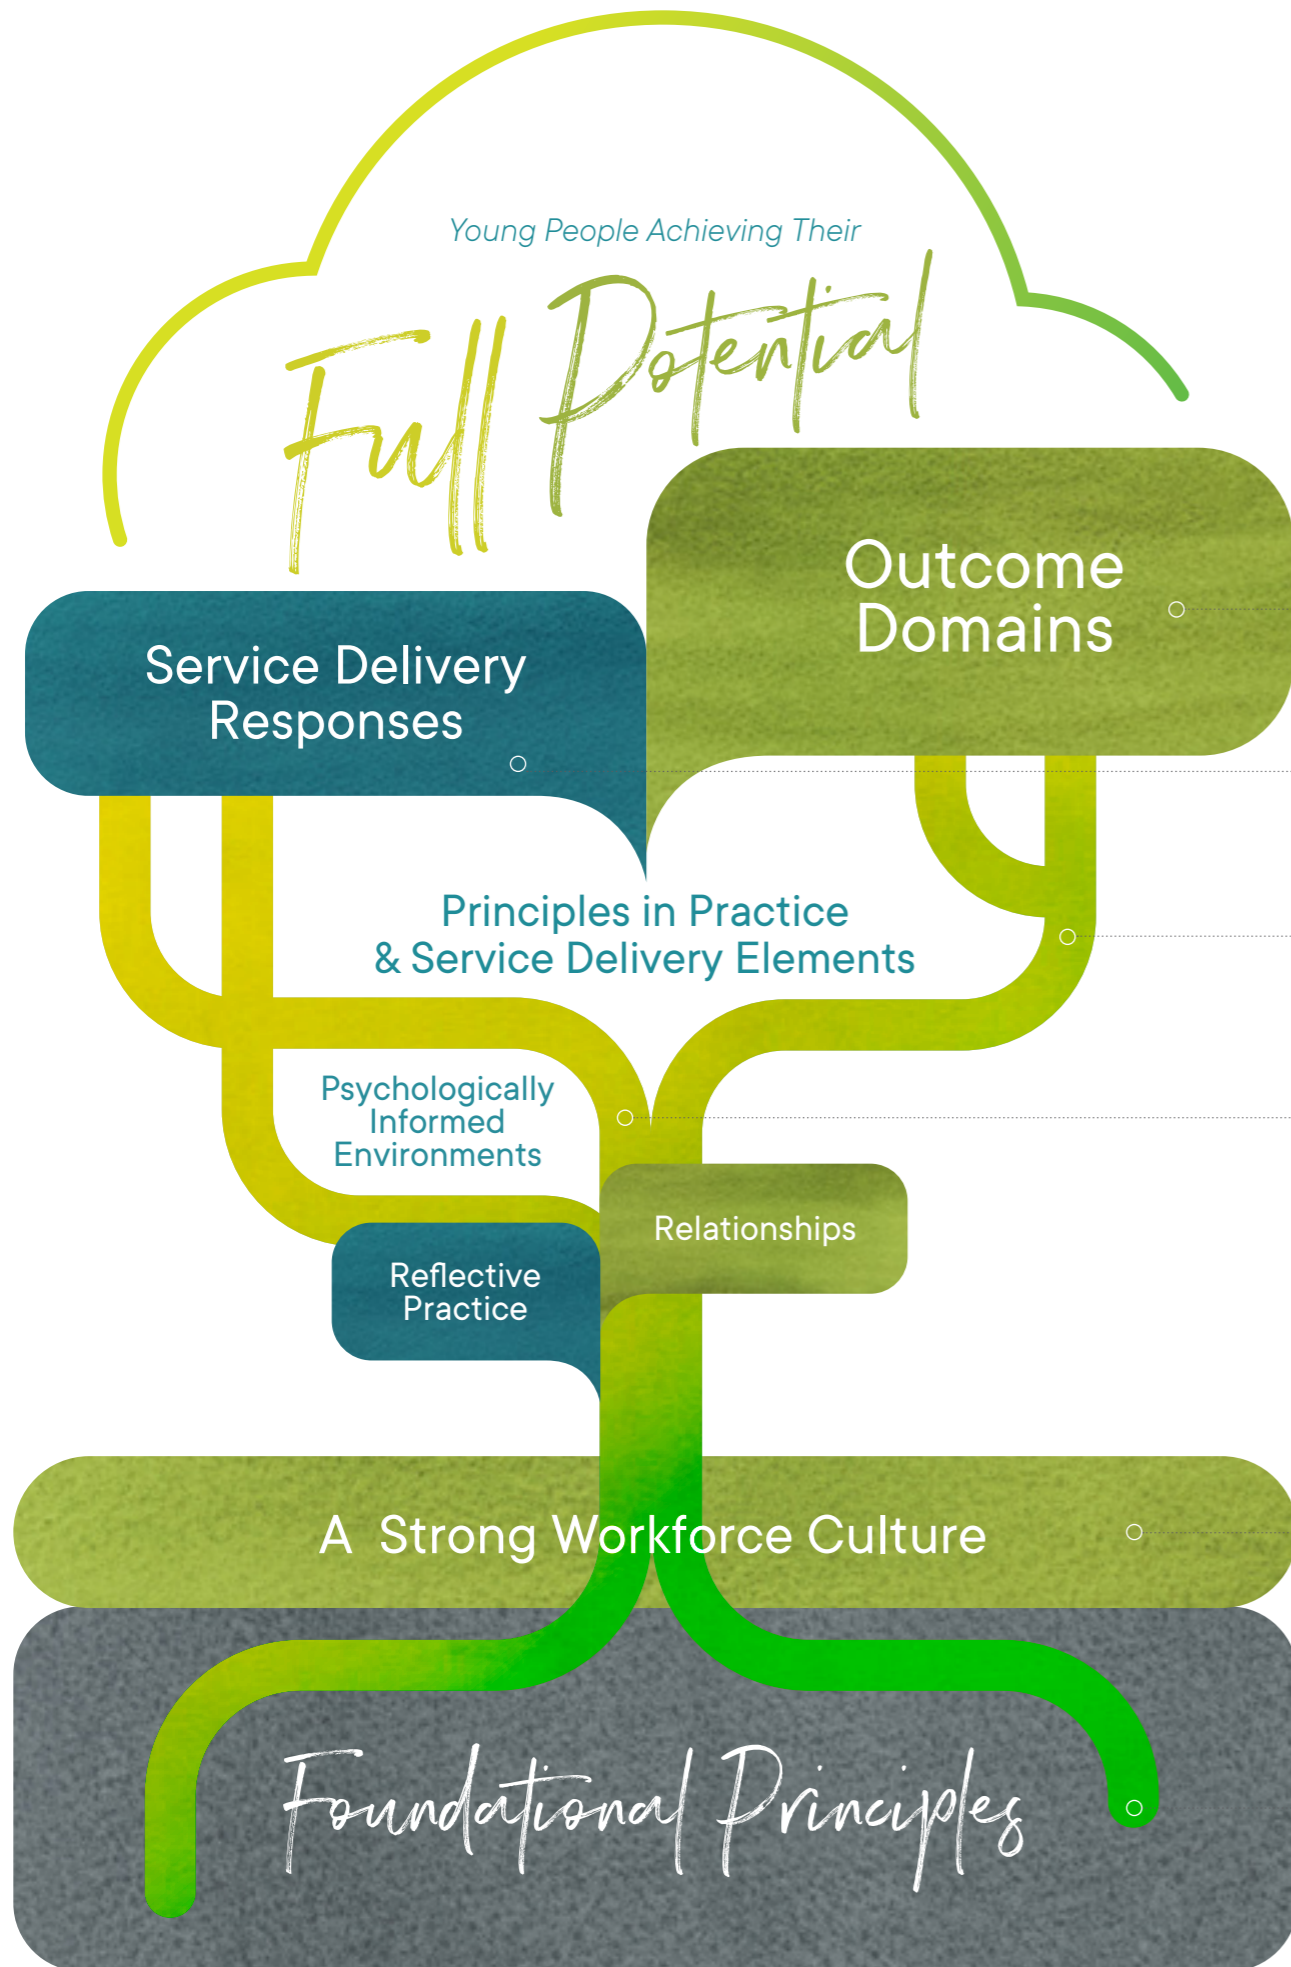 Young People Achieving Their
Full Potential
Outcome
Domains
Service Delivery
Responses
Principles in Practice
& Service Delivery Elements
Psychologically
Informed
Environments
Relationships
Reflective
Practice
A Strong Workforce Culture
Foundational Principles